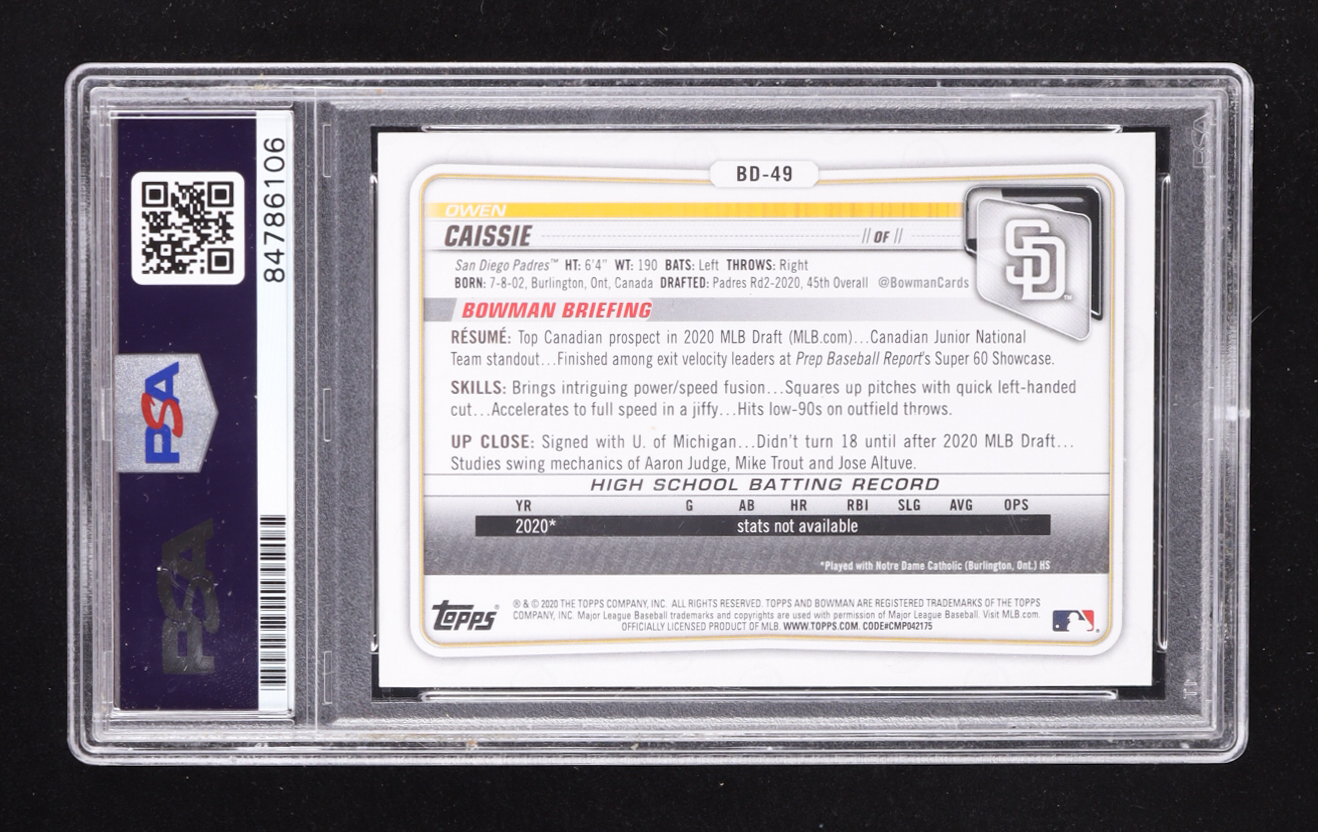 84786106
PSA
PSA
BD-49
OWEN
CAISSIE // OF //
SD™
San Diego Padres™ HT: 6'4" WT: 190 BATS: Left THROWS: Right
BORN: 7-8-02, Burlington, Ont, Canada DRAFTED: Padres Rd2-2020, 45th Overall @BowmanCards
BOWMAN BRIEFING
RÉSUMÉ: Top Canadian prospect in 2020 MLB Draft (MLB.com)...Canadian Junior National
Team standout...Finished among exit velocity leaders at Prep Baseball Report's Super 60 Showcase.
SKILLS: Brings intriguing power/speed fusion...Squares up pitches with quick left-handed
cut...Accelerates to full speed in a jiffy...Hits low-90s on outfield throws.
UP CLOSE: Signed with U. of Michigan...Didn't turn 18 until after 2020 MLB Draft...
Studies swing mechanics of Aaron Judge, Mike Trout and Jose Altuve.
HIGH SCHOOL BATTING RECORD
YR G AB HR RBI SLG AVG OPS
2020* stats not available
*Played with Notre Dame Catholic (Burlington, Ont.) HS
Topps®
® & © 2020 THE TOPPS COMPANY, INC. ALL RIGHTS RESERVED. TOPPS AND BOWMAN ARE REGISTERED TRADEMARKS OF THE TOPPS
COMPANY, INC. Major League Baseball trademarks and copyrights are used with permission of Major League Baseball. Visit MLB.com.
OFFICIALLY LICENSED PRODUCT OF MLB. WWW.TOPPS.COM. CODE#CMP042175
PSA